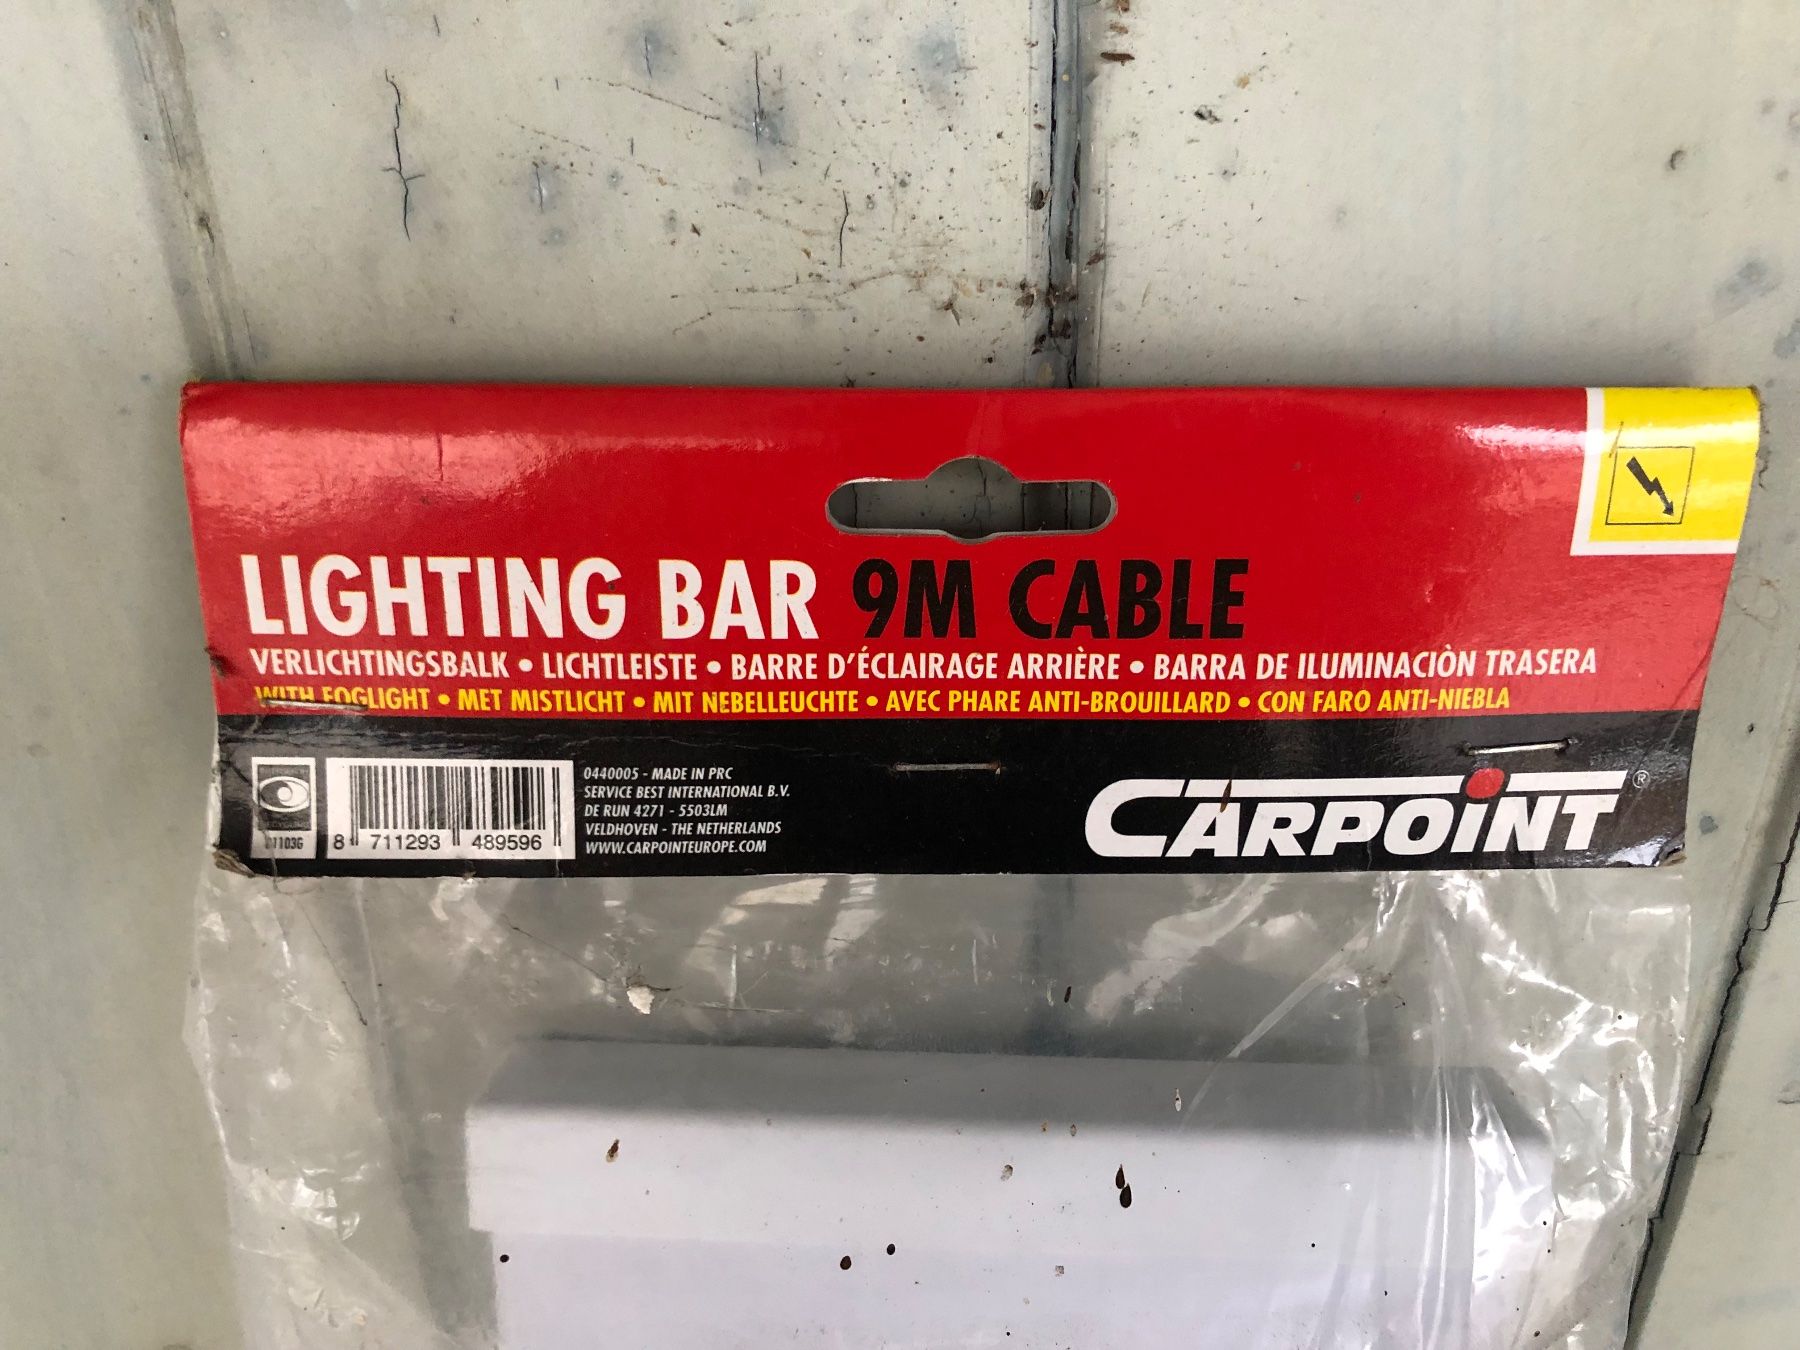 LIGHTING BAR 9M CABLE
VERLICHTINGSBALK • LICHTLEISTE • BARRE D'ÉCLAIRAGE ARRIÈRE • BARRA DE ILUMINACIÒN TRASERA
WITH FOGLIGHT • MET MISTLICHT • MIT NEBELLEUCHTE • AVEC PHARE ANTI-BROUILLARD • CON FARO ANTI-NIEBLA
8 711293 489596
0440005 - MADE IN PRC
SERVICE BEST INTERNATIONAL B.V.
DE RUN 4271 - 5503LM
VELDHOVEN - THE NETHERLANDS
WWW.CARPOINTEUROPE.COM
CARPOINT®